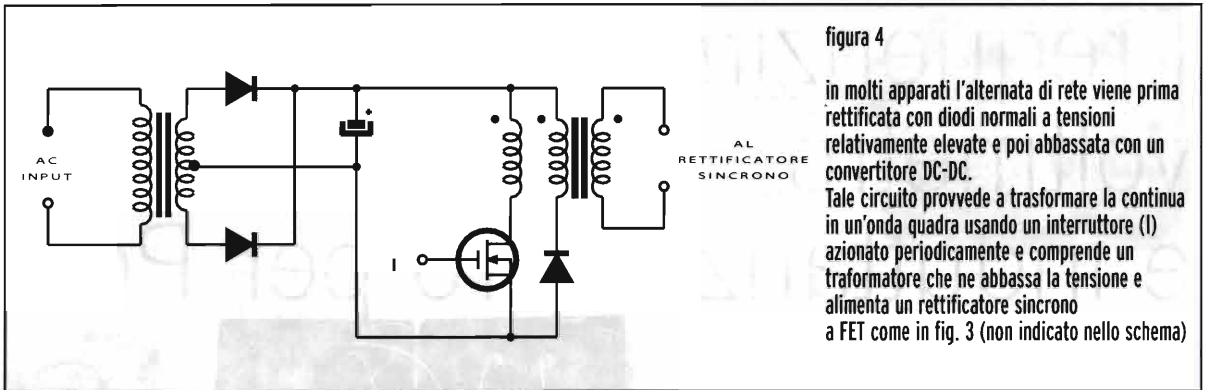 figura 4
in molti apparati l'alternata di rete viene prima
rettificata con diodi normali a tensioni
relativamente elevate e poi abbassata con un
convertitore DC-DC.
Tale circuito provvede a trasformare la continua
in un'onda quadra usando un interruttore (I)
azionato periodicamente e comprende un
traformatore che ne abbassa la tensione e
alimenta un rettificatore sincrono
a FET come in fig. 3 (non indicato nello schema)
AC
INPUT
+
I
AL
RETTIFICATORE
SINCRONO